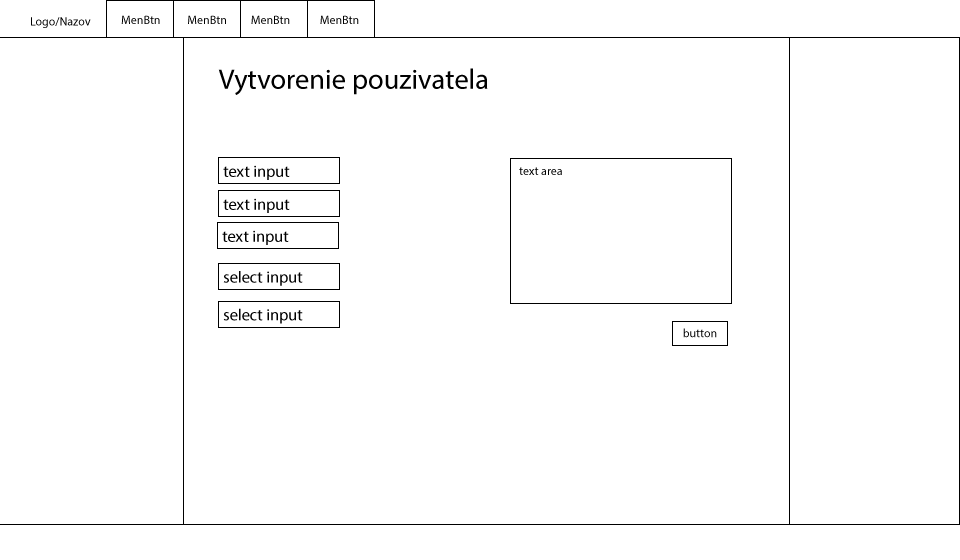 Logo/Nazov
MenBtn
MenBtn
MenBtn
MenBtn
Vytvorenie pouzivatela
text input
text input
text input
select input
select input
text area
button